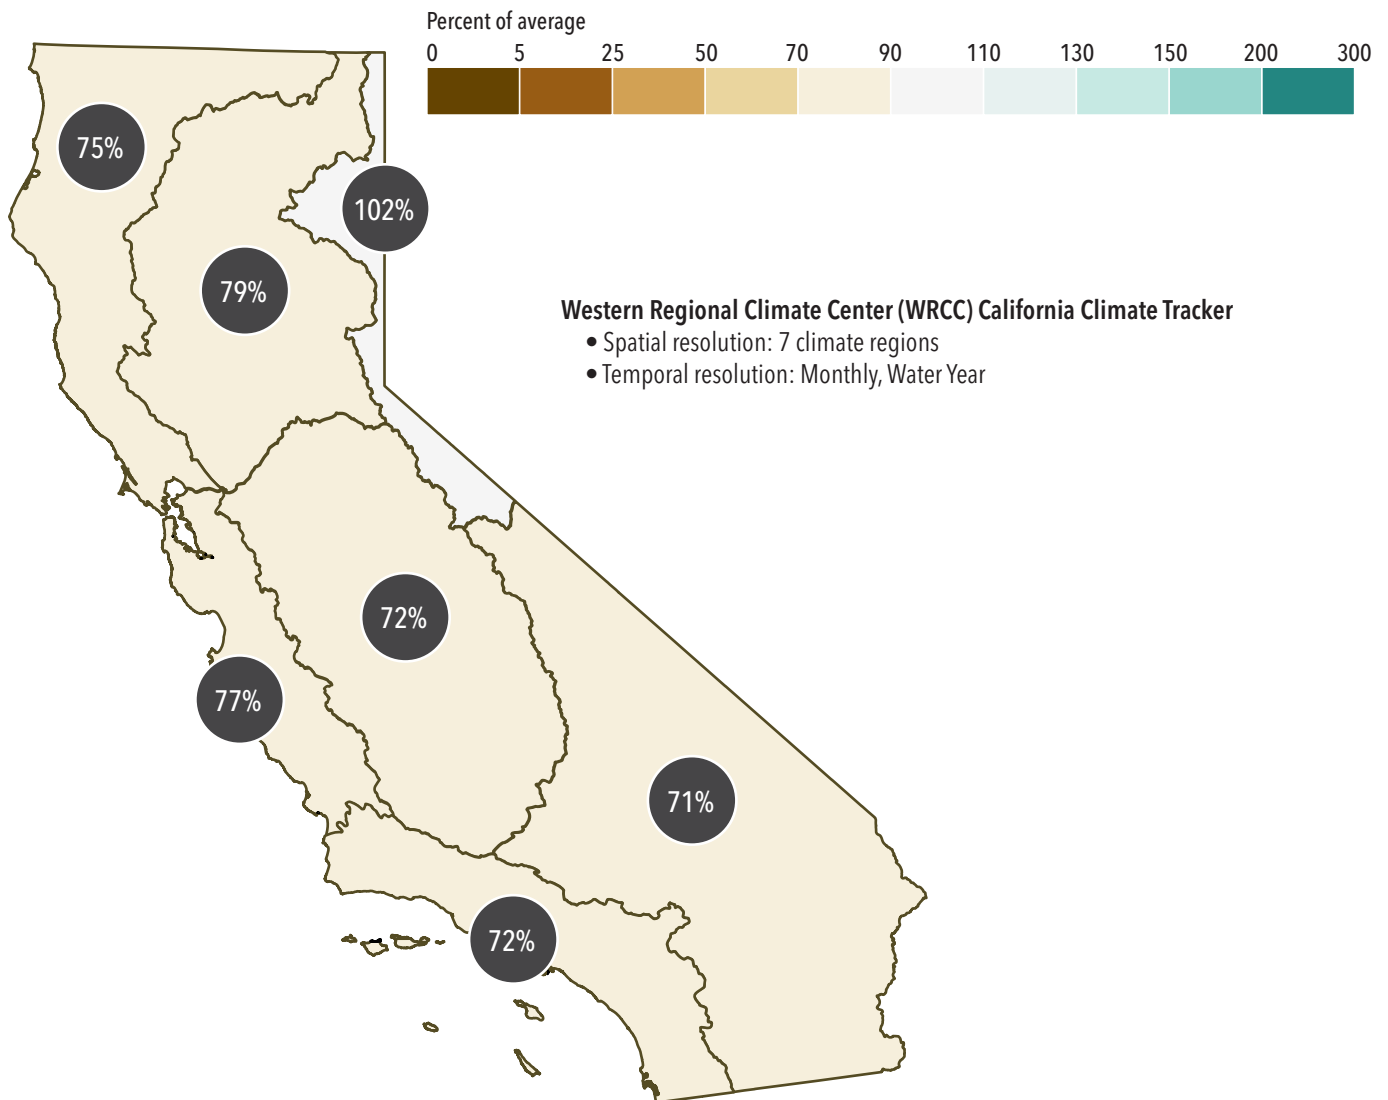 Percent of average
0 5 25 50 70 90 110 130 150 200 300
75%
102%
79%
Western Regional Climate Center (WRCC) California Climate Tracker
• Spatial resolution: 7 climate regions
• Temporal resolution: Monthly, Water Year
72%
77%
71%
72%